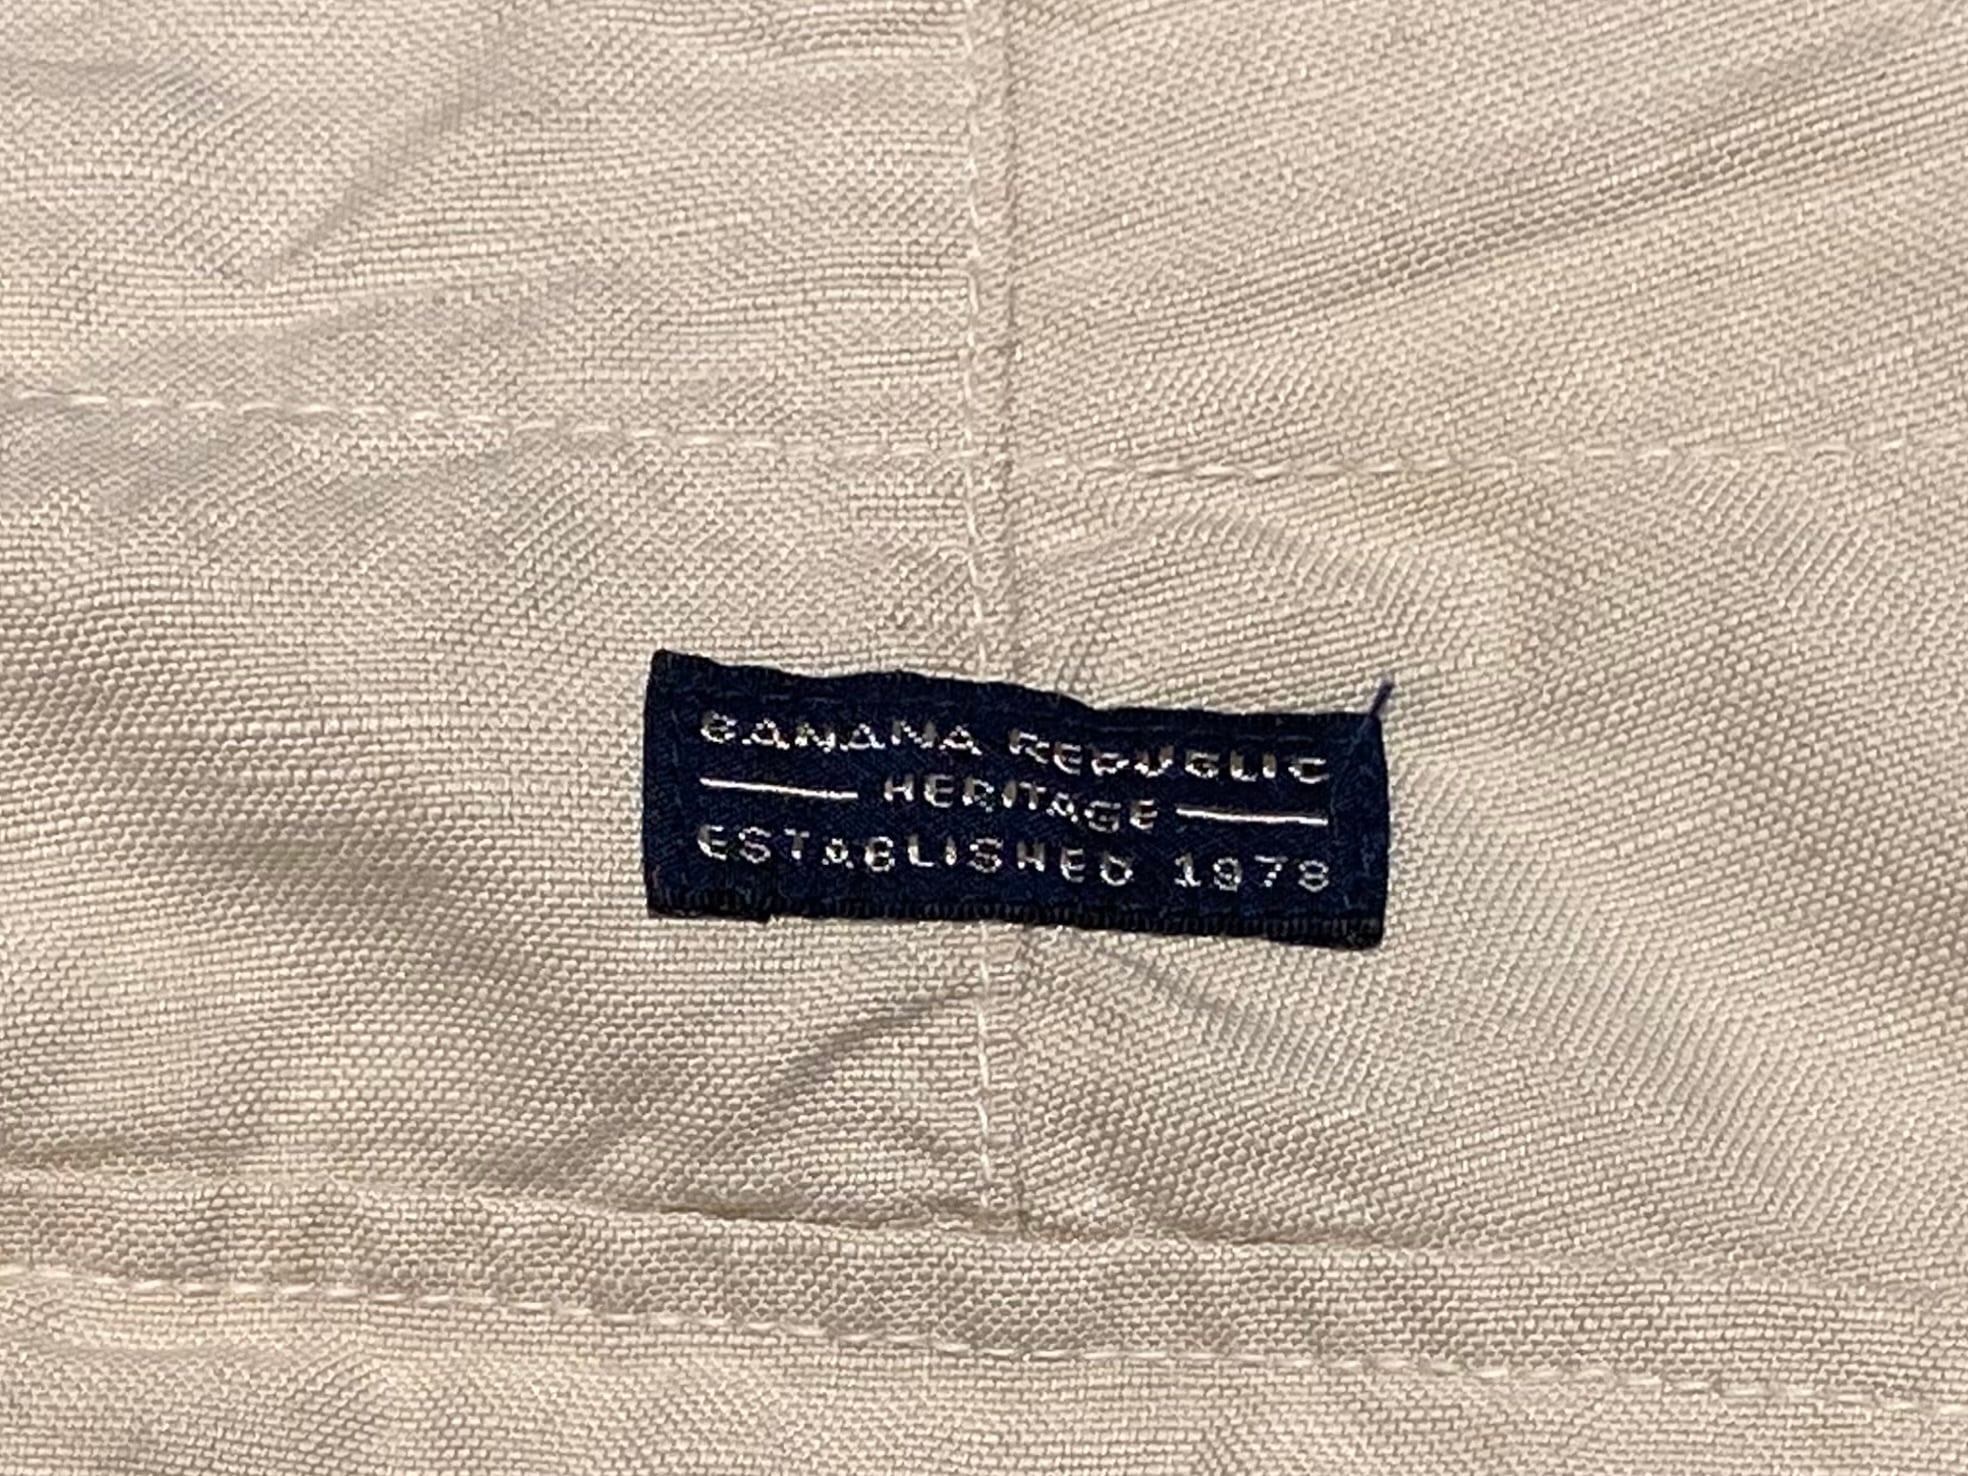 BANANA REPUBLIC
HERITAGE
ESTABLISHED 1978